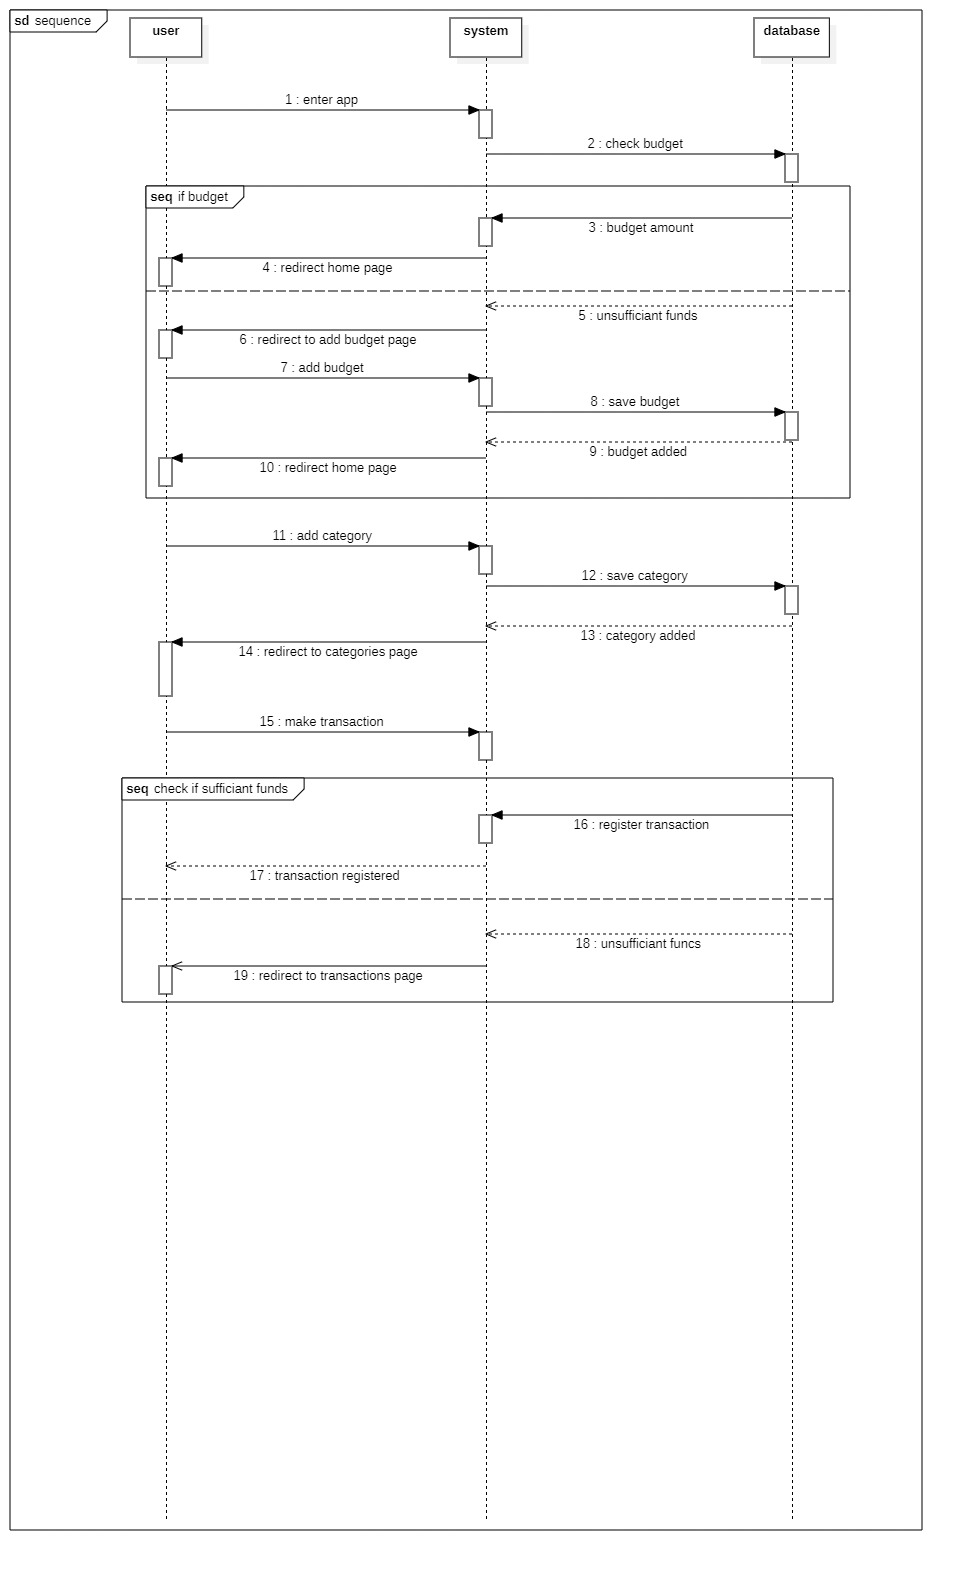 sd sequence
user
system
database
1 : enter app
2 : check budget
seq if budget
3 : budget amount
4 : redirect home page
5 : unsufficiant funds
6 : redirect to add budget page
7 : add budget
8 : save budget
9 : budget added
10 : redirect home page
11 : add category
12 : save category
13 : category added
14 : redirect to categories page
15 : make transaction
seq check if sufficiant funds
16 : register transaction
17 : transaction registered
18 : unsufficiant funcs
19 : redirect to transactions page